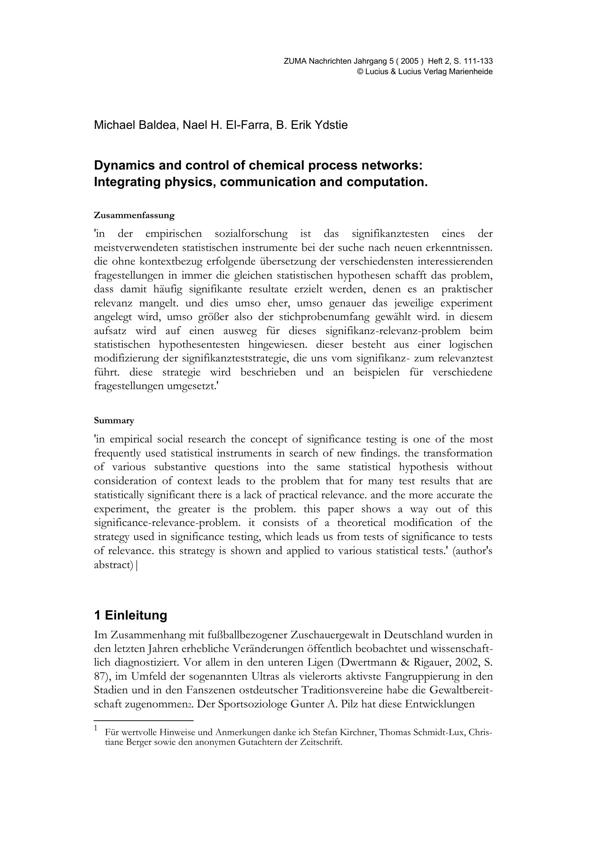 ZUMA Nachrichten Jahrgang 5 ( 2005 ) Heft 2, S. 111-133
© Lucius & Lucius Verlag Marienheide
Michael Baldea, Nael H. El-Farra, B. Erik Ydstie
Dynamics and control of chemical process networks:
Integrating physics, communication and computation.
Zusammenfassung
'in der empirischen sozialforschung ist das signifikanztesten eines der
meistverwendeten statistischen instrumente bei der suche nach neuen erkenntnissen.
die ohne kontextbezug erfolgende übersetzung der verschiedensten interessierenden
fragestellungen in immer die gleichen statistischen hypothesen schafft das problem,
dass damit häufig signifikante resultate erzielt werden, denen es an praktischer
relevanz mangelt. und dies umso eher, umso genauer das jeweilige experiment
angelegt wird, umso größer also der stichprobenumfang gewählt wird. in diesem
aufsatz wird auf einen ausweg für dieses signifikanz-relevanz-problem beim
statistischen hypothesentesten hingewiesen. dieser besteht aus einer logischen
modifizierung der signifikanzteststrategie, die uns vom signifikanz- zum relevanztest
führt. diese strategie wird beschrieben und an beispielen für verschiedene
fragestellungen umgesetzt.'
Summary
'in empirical social research the concept of significance testing is one of the most
frequently used statistical instruments in search of new findings. the transformation
of various substantive questions into the same statistical hypothesis without
consideration of context leads to the problem that for many test results that are
statistically significant there is a lack of practical relevance. and the more accurate the
experiment, the greater is the problem. this paper shows a way out of this
significance-relevance-problem. it consists of a theoretical modification of the
strategy used in significance testing, which leads us from tests of significance to tests
of relevance. this strategy is shown and applied to various statistical tests.' (author's
abstract)|
1 Einleitung
Im Zusammenhang mit fußballbezogener Zuschauergewalt in Deutschland wurden in
den letzten Jahren erhebliche Veränderungen öffentlich beobachtet und wissenschaft-
lich diagnostiziert. Vor allem in den unteren Ligen (Dwertmann & Rigauer, 2002, S.
87), im Umfeld der sogenannten Ultras als vielerorts aktivste Fangruppierung in den
Stadien und in den Fanszenen ostdeutscher Traditionsvereine habe die Gewaltbereit-
schaft zugenommen2. Der Sportsoziologe Gunter A. Pilz hat diese Entwicklungen
1 Für wertvolle Hinweise und Anmerkungen danke ich Stefan Kirchner, Thomas Schmidt-Lux, Chris-
tiane Berger sowie den anonymen Gutachtern der Zeitschrift.